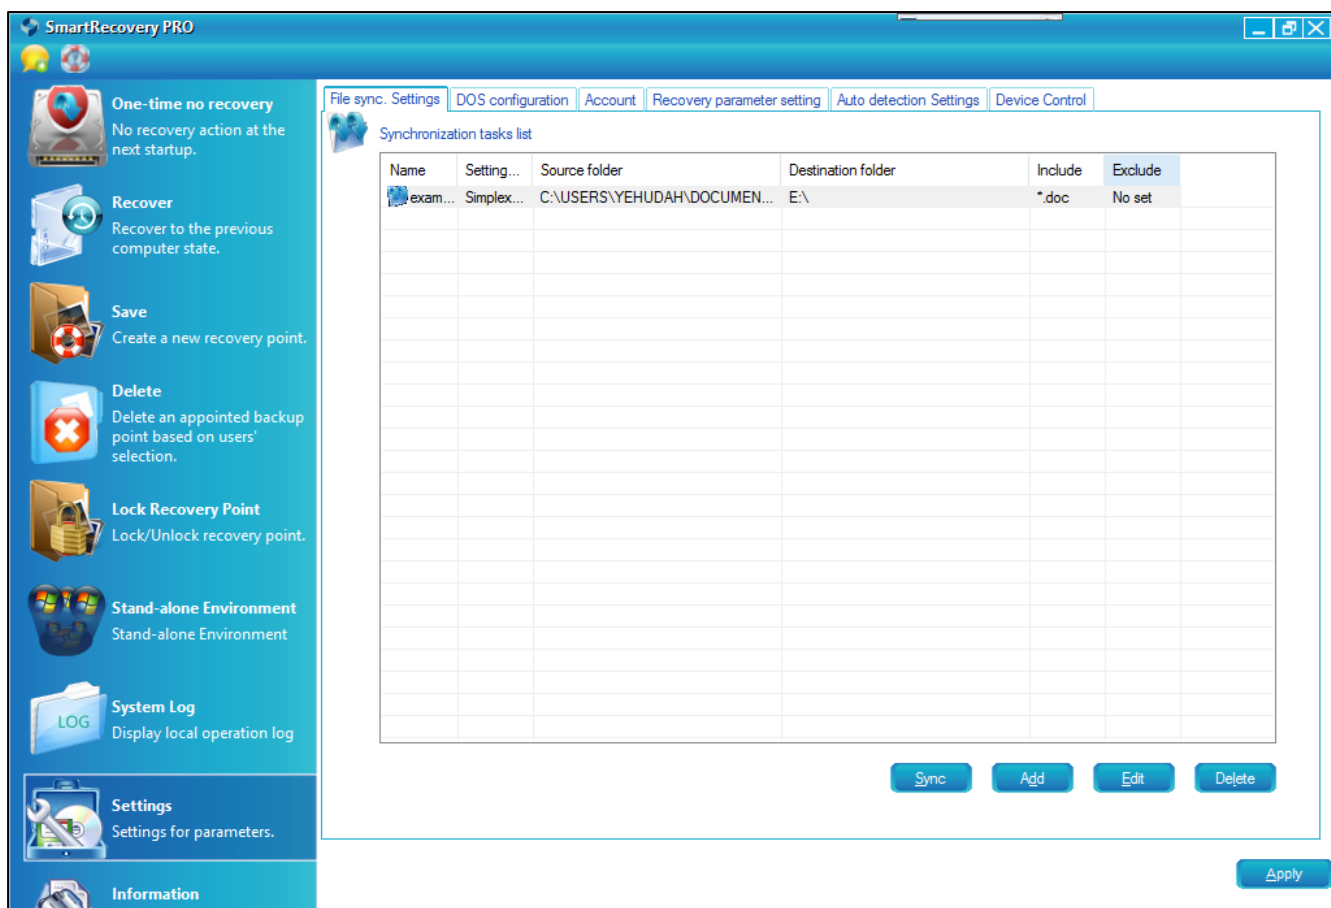 SmartRecovery PRO
One-time no recovery
No recovery action at the
next startup.
Recover
Recover to the previous
computer state.
Save
Create a new recovery point.
Delete
Delete an appointed backup
point based on users'
selection.
Lock Recovery Point
Lock/Unlock recovery point.
Stand-alone Environment
Stand-alone Environment
LOG
System Log
Display local operation log
Settings
Settings for parameters.
Information
File sync. Settings DOS configuration Account Recovery parameter setting Auto detection Settings Device Control
Synchronization tasks list
Name Setting... Source folder Destination folder Include Exclude
exam... Simplex... C:\USERS\YEHUDAH\DOCUMEN... E:\ *.doc No set
Sync Add Edit Delete
Apply